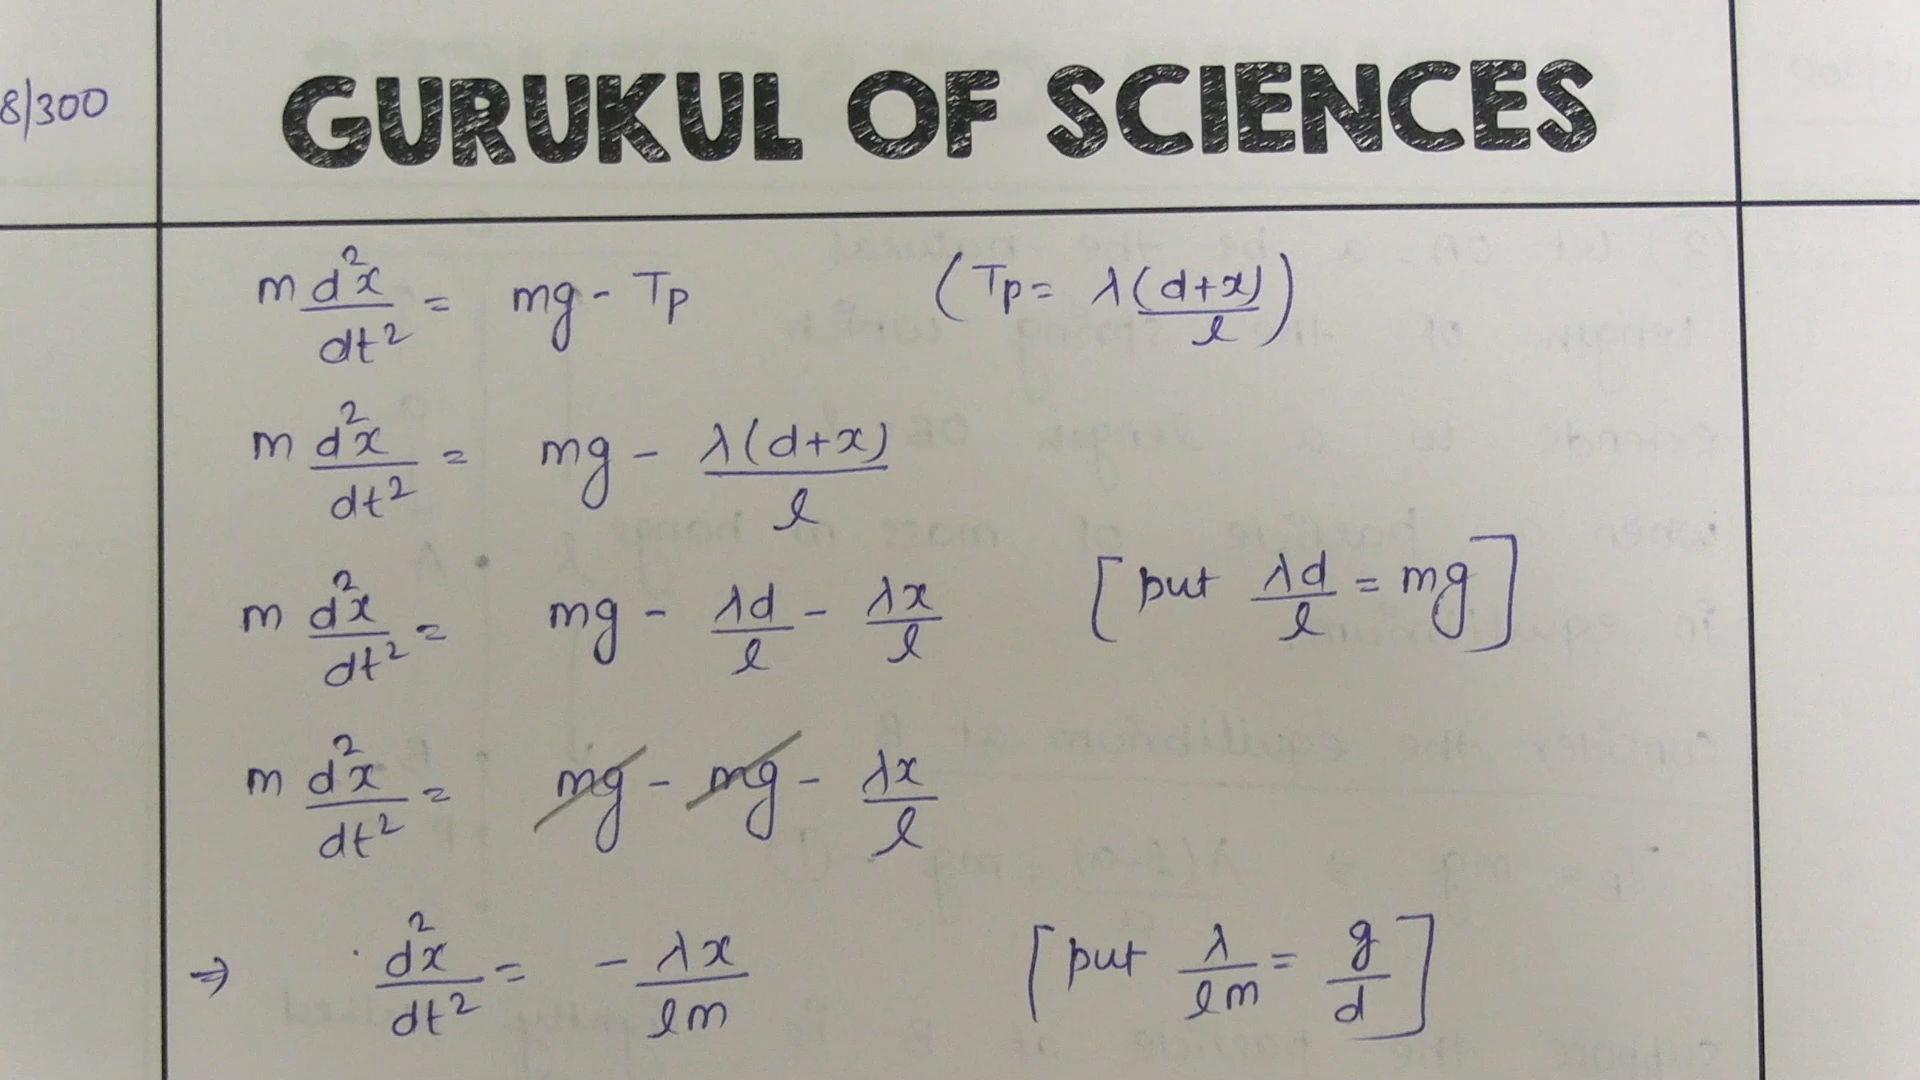 8/300
GURUKUL OF SCIENCES
m d²x/dt² = mg - Tp (Tp = λ(d+x)/l)
m d²x/dt² = mg - λ(d+x)/l
m d²x/dt² = mg - λd/l - λx/l [put λd/l = mg]
m d²x/dt² = mg - mg - λx/l
⇒ d²x/dt² = - λx/lm [put λ/lm = g/d]